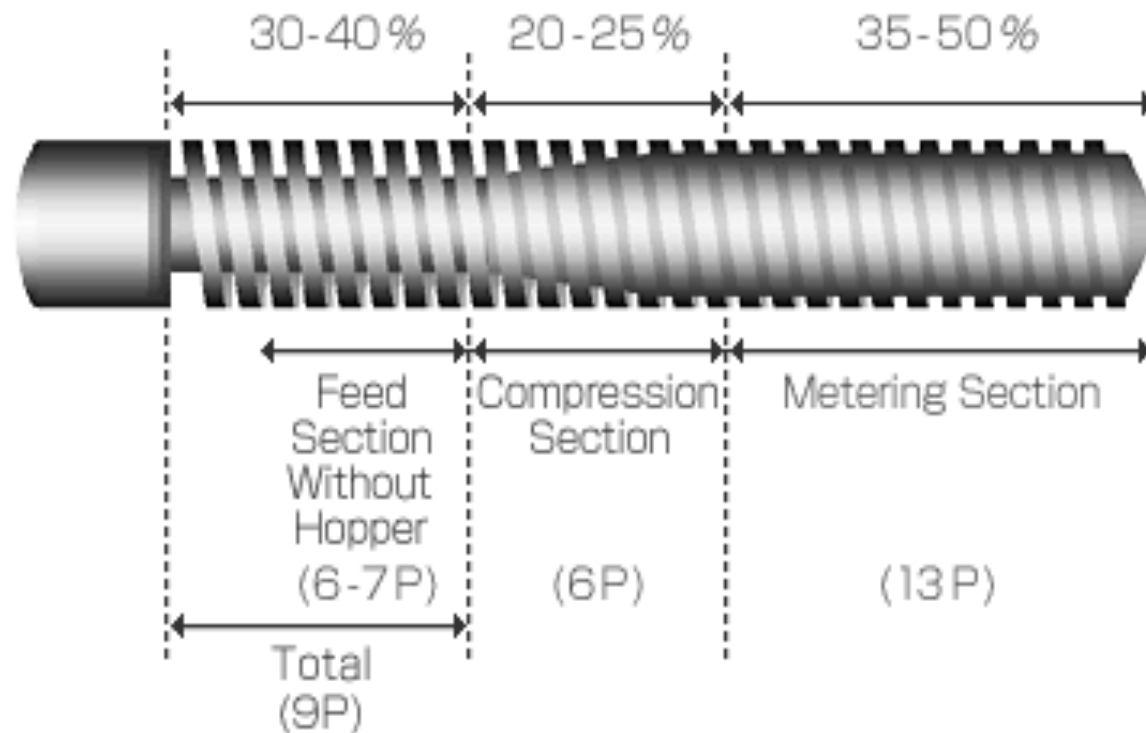 30-40%
20-25%
35-50%
Feed
Section
Without
Hopper
(6-7P)
Compression
Section
(6P)
Metering Section
(13P)
Total
(9P)